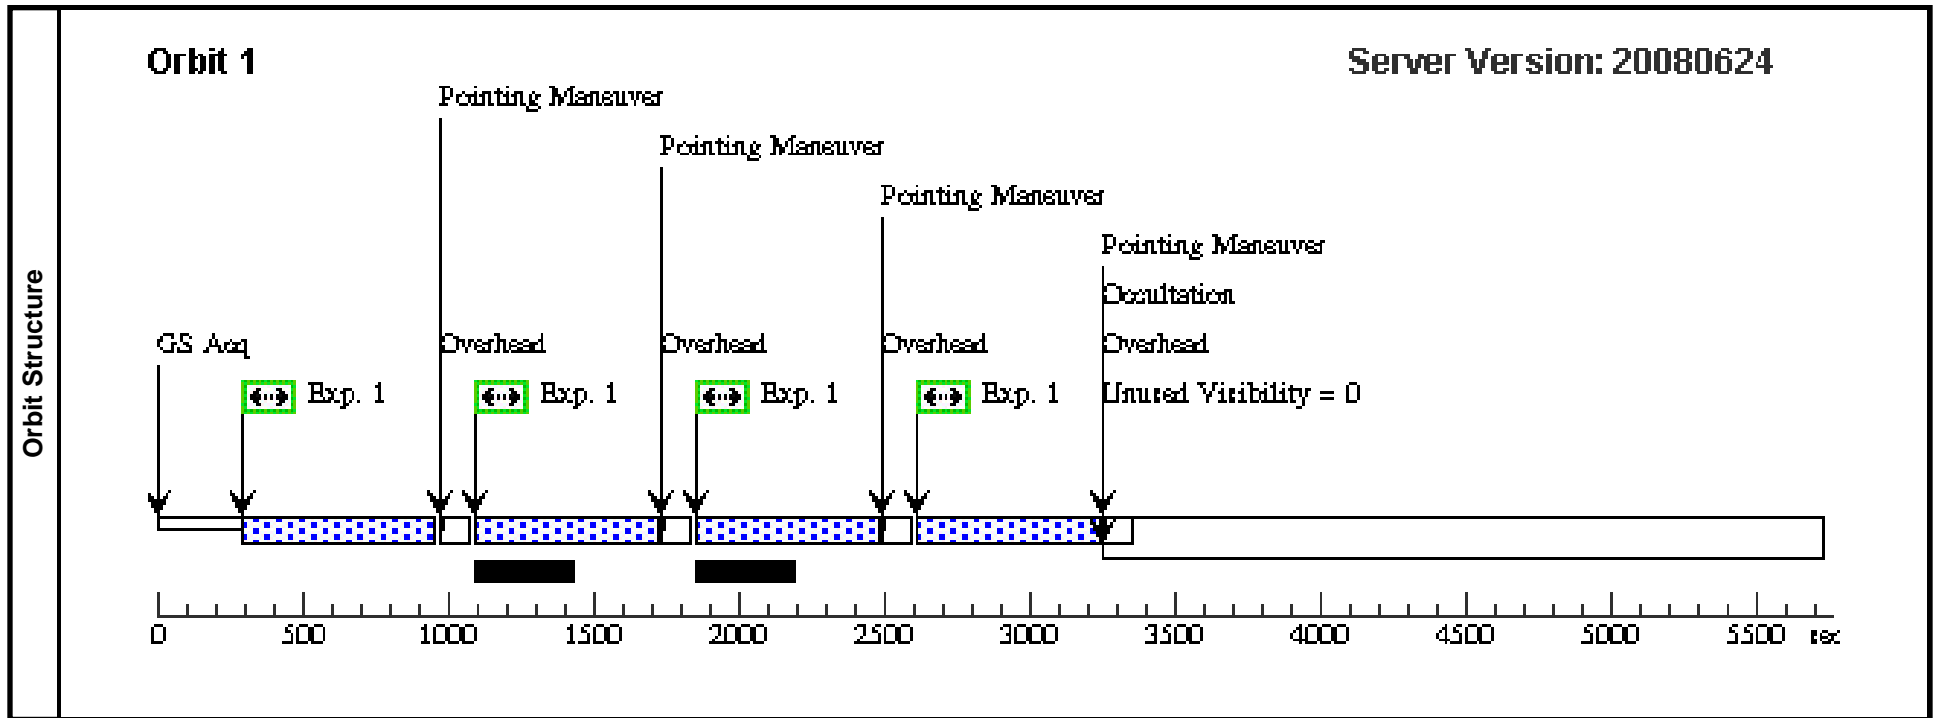 Orbit Structure
Orbit 1
Server Version: 20080624
Pointing Maneuver
Pointing Maneuver
Pointing Maneuver
Pointing Maneuver
Occultation
GS Acq
Overhead
Overhead
Overhead
Overhead
Exp. 1
Exp. 1
Exp. 1
Exp. 1
Unused Visibility = 0
0 500 1000 1500 2000 2500 3000 3500 4000 4500 5000 5500 sec